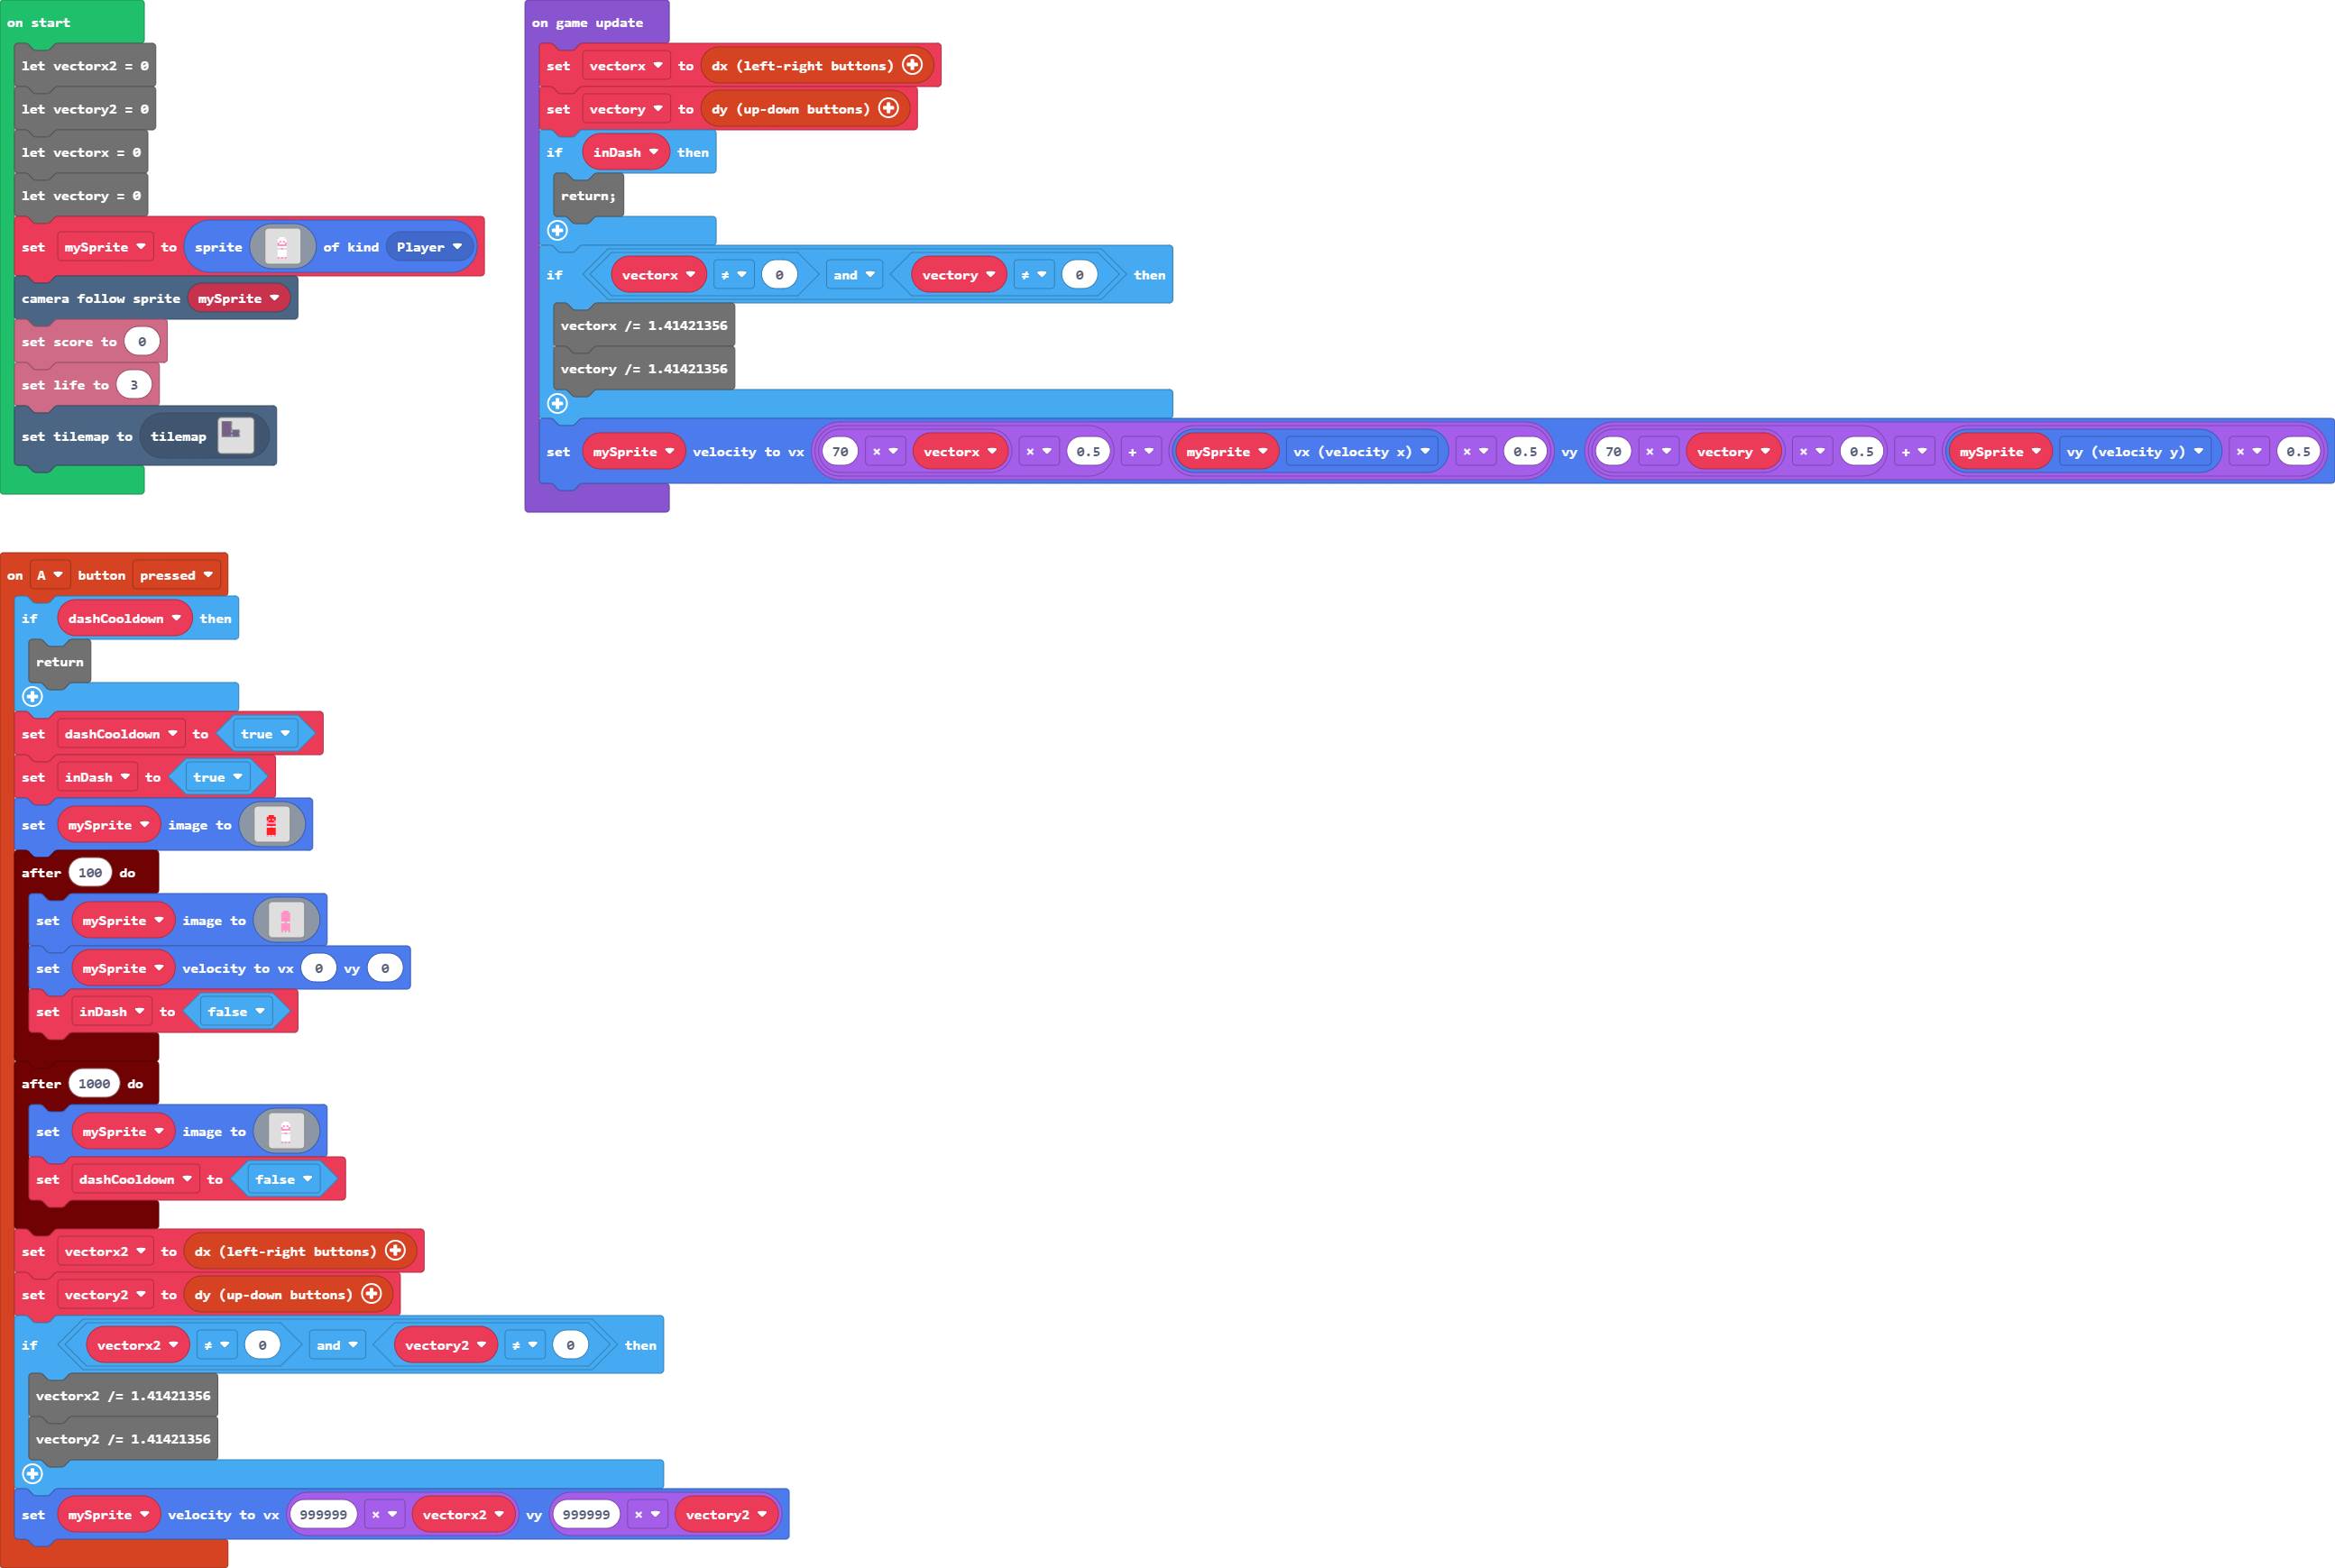 on start
let vectorx2 = 0
let vectory2 = 0
let vectorx = 0
let vectory = 0
set mySprite to sprite of kind Player
camera follow sprite mySprite
set score to 0
set life to 3
set tilemap to tilemap
on game update
set vectorx to dx (left-right buttons)
set vectory to dy (up-down buttons)
if inDash then
return;
if vectorx ≠ 0 and vectory ≠ 0 then
vectorx /= 1.41421356
vectory /= 1.41421356
set mySprite velocity to vx 70 × vectorx × 0.5 + mySprite vx (velocity x) × 0.5 vy 70 × vectory × 0.5 + mySprite vy (velocity y) × 0.5
on A button pressed
if dashCooldown then
return
set dashCooldown to true
set inDash to true
set mySprite image to
after 100 do
set mySprite image to
set mySprite velocity to vx 0 vy 0
set inDash to false
after 1000 do
set mySprite image to
set dashCooldown to false
set vectorx2 to dx (left-right buttons)
set vectory2 to dy (up-down buttons)
if vectorx2 ≠ 0 and vectory2 ≠ 0 then
vectorx2 /= 1.41421356
vectory2 /= 1.41421356
set mySprite velocity to vx 999999 × vectorx2 vy 999999 × vectory2